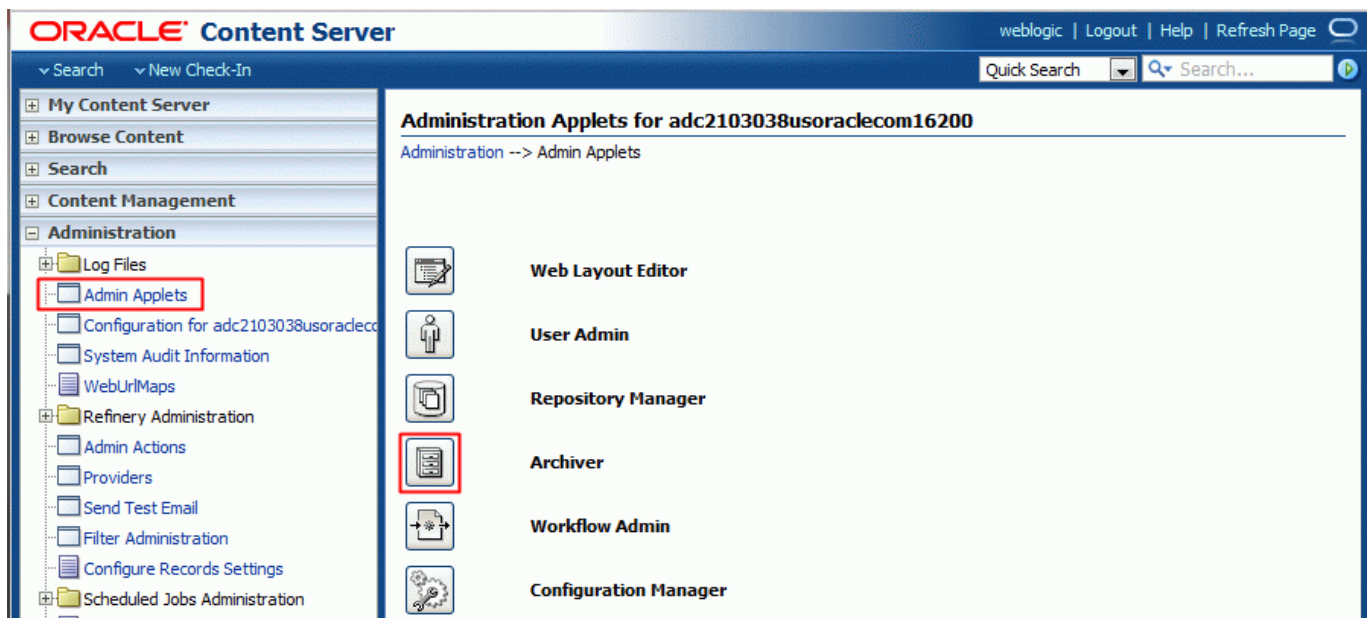 ORACLE Content Server
weblogic | Logout | Help | Refresh Page
Search New Check-In
Quick Search Search...
My Content Server
Browse Content
Search
Content Management
Administration
Log Files
Admin Applets
Configuration for adc2103038usoraclecc
System Audit Information
WebUrlMaps
Refinery Administration
Admin Actions
Providers
Send Test Email
Filter Administration
Configure Records Settings
Scheduled Jobs Administration
Administration Applets for adc2103038usoraclecom16200
Administration --> Admin Applets
Web Layout Editor
User Admin
Repository Manager
Archiver
Workflow Admin
Configuration Manager